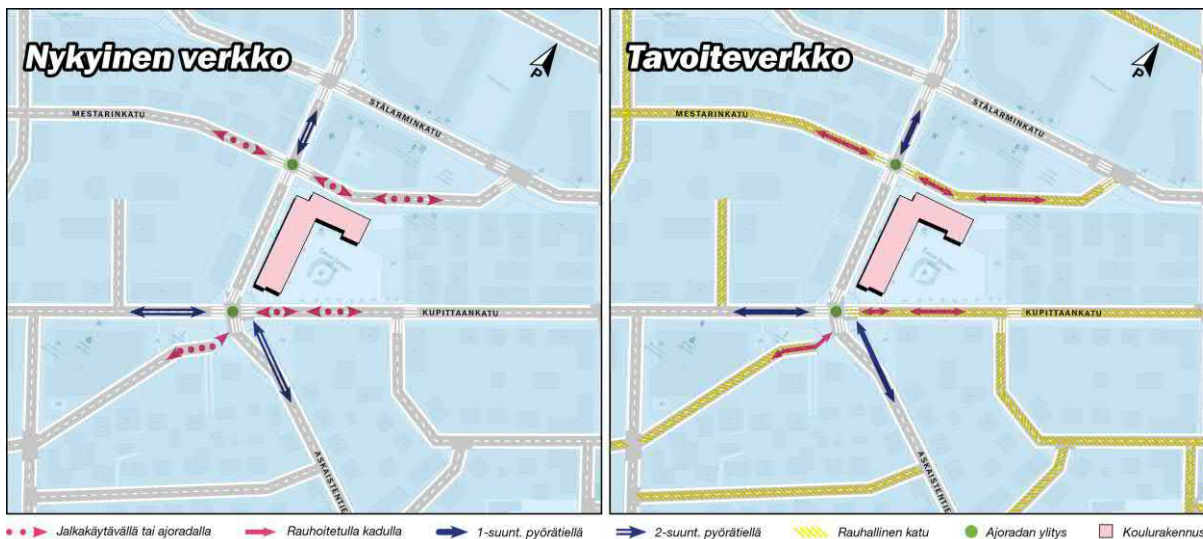 Nykyinen verkko
P
MESTARINKATU
STÅLARMINKATU
KUPITTAANKATU
ASKAISTENTIE
Tavoiteverkko
P
MESTARINKATU
STÅLARMINKATU
KUPITTAANKATU
ASKAISTENTIE
Jalkakäytävällä tai ajoradalla
Rauhoitetulla kadulla
1-suunt. pyörätiellä
2-suunt. pyörätiellä
Rauhallinen katu
Ajoradan ylitys
Koulurakennus